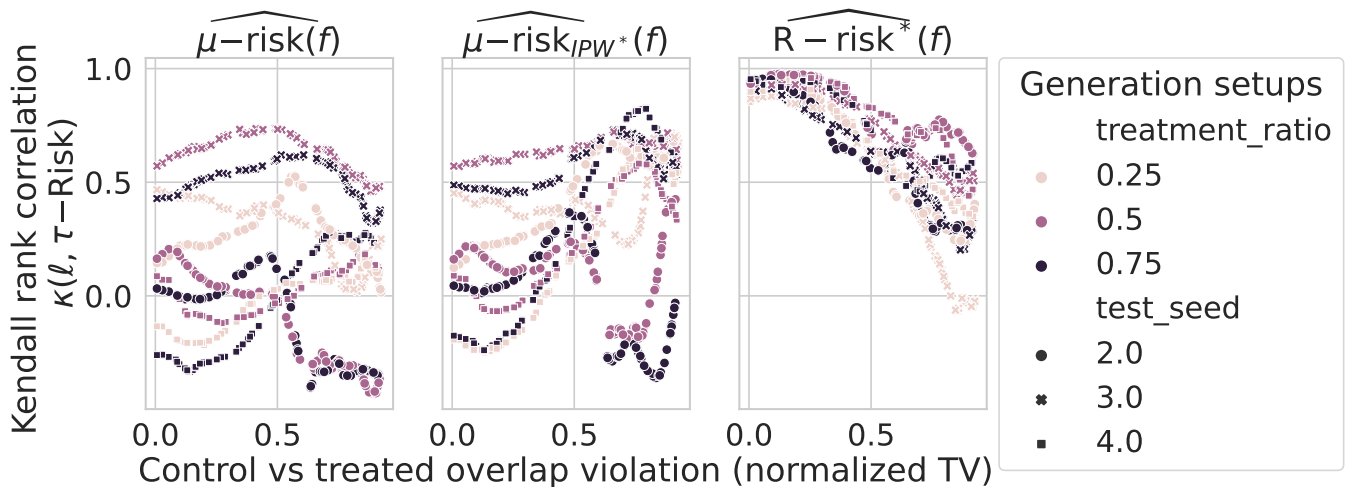 μ−risk(f)
μ−risk_{IPW*}(f)
R − risk*(f)
Kendall rank correlation
κ(ℓ, τ−Risk)
1.0
0.5
0.0
0.0 0.5
0.0 0.5
0.0 0.5
Control vs treated overlap violation (normalized TV)
Generation setups
treatment_ratio
0.25
0.5
0.75
test_seed
2.0
3.0
4.0